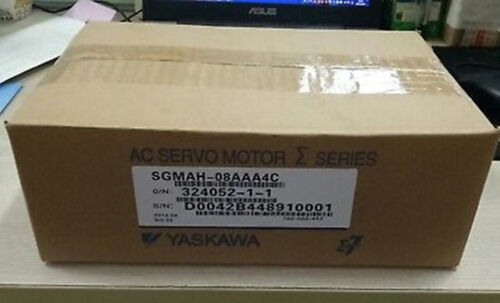 ASUS
AC SERVO MOTOR Σ SERIES
SGMAH-08AAA4C
O/N: 324052-1-1
S/N: D0042B448910001
YASKAWA